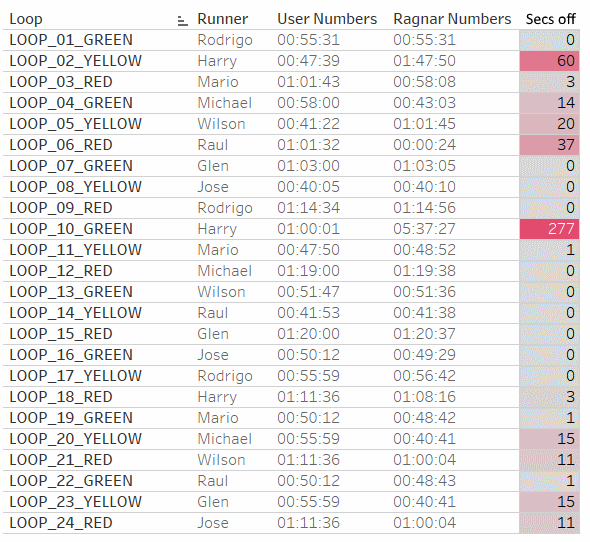 Loop Runner User Numbers Ragnar Numbers Secs off
LOOP_01_GREEN Rodrigo 00:55:31 00:55:31 0
LOOP_02_YELLOW Harry 00:47:39 01:47:50 60
LOOP_03_RED Mario 01:01:43 00:58:08 3
LOOP_04_GREEN Michael 00:58:00 00:43:03 14
LOOP_05_YELLOW Wilson 00:41:22 01:01:45 20
LOOP_06_RED Raul 01:01:32 00:00:24 37
LOOP_07_GREEN Glen 01:03:00 01:03:05 0
LOOP_08_YELLOW Jose 00:40:05 00:40:10 0
LOOP_09_RED Rodrigo 01:14:34 01:14:56 0
LOOP_10_GREEN Harry 01:00:01 05:37:27 277
LOOP_11_YELLOW Mario 00:47:50 00:48:52 1
LOOP_12_RED Michael 01:19:00 01:19:38 0
LOOP_13_GREEN Wilson 00:51:47 00:51:36 0
LOOP_14_YELLOW Raul 00:41:53 00:41:38 0
LOOP_15_RED Glen 01:20:00 01:20:37 0
LOOP_16_GREEN Jose 00:50:12 00:49:29 0
LOOP_17_YELLOW Rodrigo 00:55:59 00:56:42 0
LOOP_18_RED Harry 01:11:36 01:08:16 3
LOOP_19_GREEN Mario 00:50:12 00:48:42 1
LOOP_20_YELLOW Michael 00:55:59 00:40:41 15
LOOP_21_RED Wilson 01:11:36 01:00:04 11
LOOP_22_GREEN Raul 00:50:12 00:48:43 1
LOOP_23_YELLOW Glen 00:55:59 00:40:41 15
LOOP_24_RED Jose 01:11:36 01:00:04 11